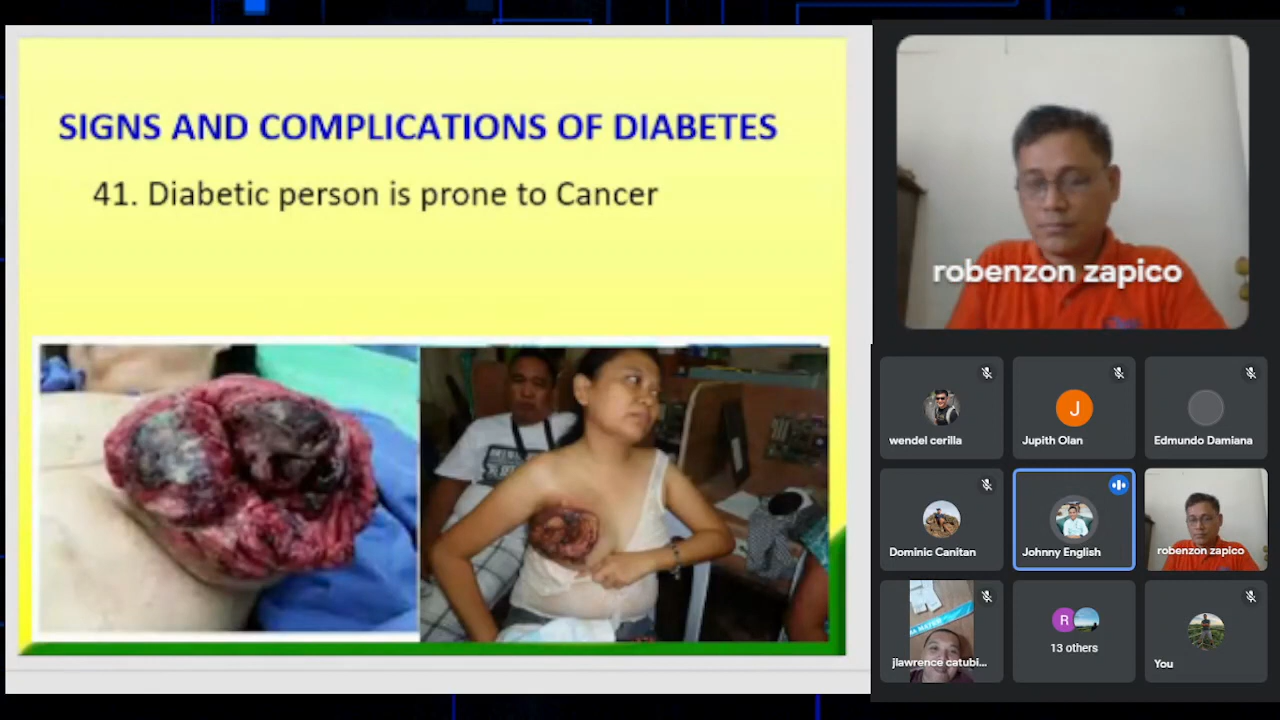 SIGNS AND COMPLICATIONS OF DIABETES
41. Diabetic person is prone to Cancer
robenzon zapico
wendel cerilla
Jupith Olan
Edmundo Damiana
Dominic Canitan
Johnny English
robenzon zapico
jlawrence catubi...
13 others
You
J
R